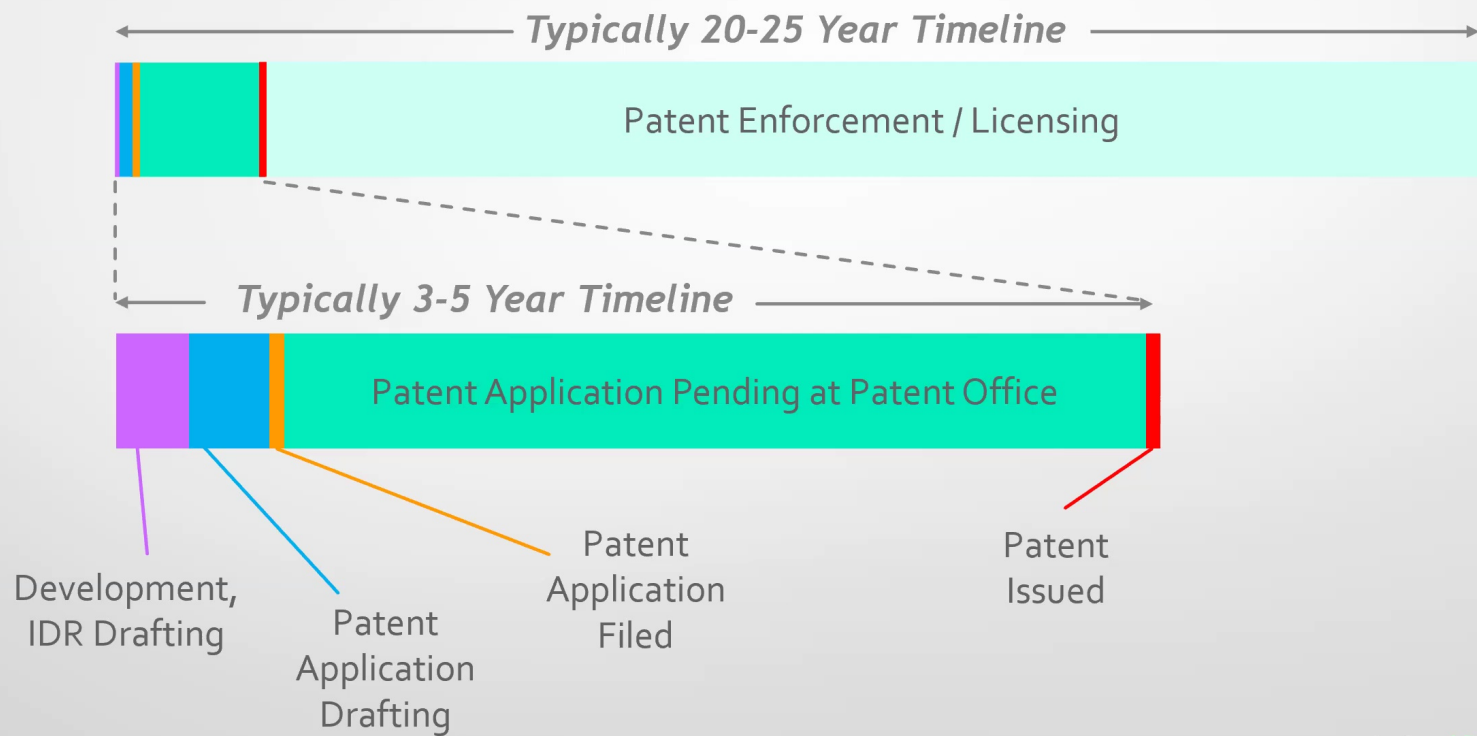 Typically 20-25 Year Timeline
Patent Enforcement / Licensing
Typically 3-5 Year Timeline
Patent Application Pending at Patent Office
Development,
IDR Drafting
Patent
Application
Drafting
Patent
Application
Filed
Patent
Issued